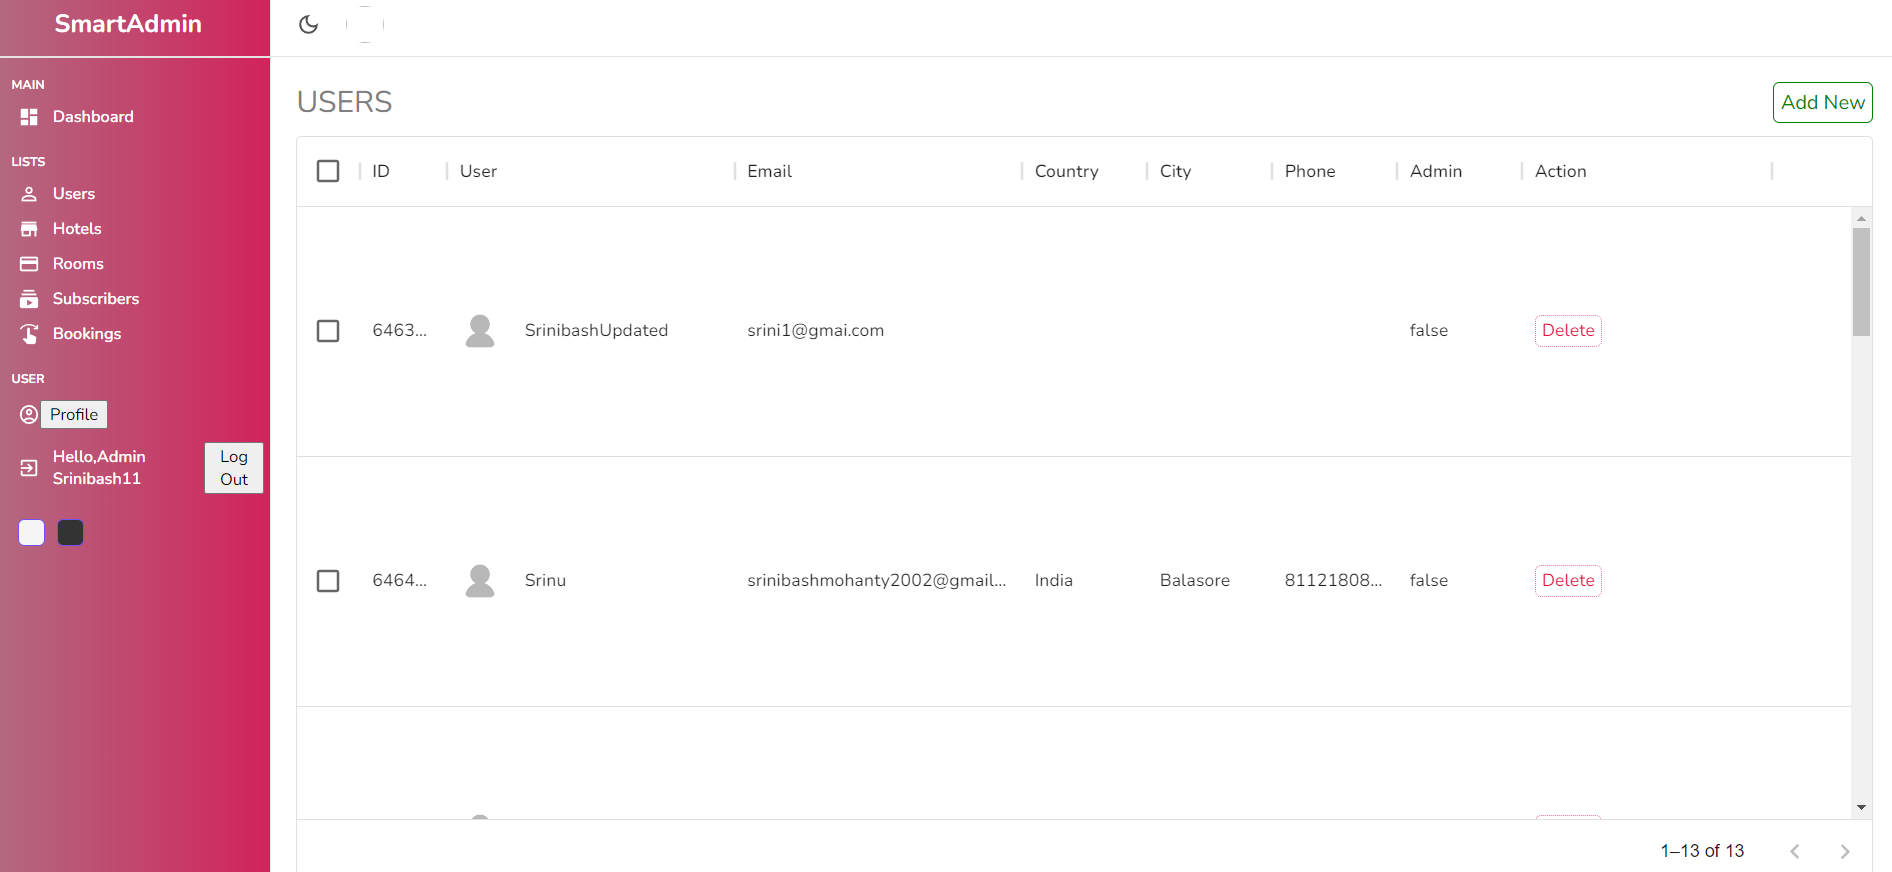 SmartAdmin
MAIN
Dashboard
LISTS
Users
Hotels
Rooms
Subscribers
Bookings
USER
Profile
Hello,Admin
Srinibash11
Log
Out
USERS
Add New
ID User Email Country City Phone Admin Action
6463... SrinibashUpdated srini1@gmai.com false Delete
6464... Srinu srinibashmohanty2002@gmail... India Balasore 81121808... false Delete
1–13 of 13